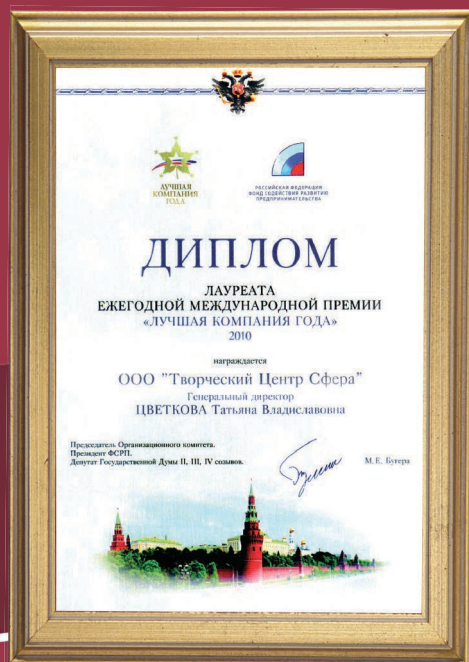 ЛУЧШАЯ
КОМПАНИЯ
ГОДА
РОССИЙСКАЯ ФЕДЕРАЦИЯ
ФОНД СОДЕЙСТВИЯ РАЗВИТИЮ
ПРЕДПРИНИМАТЕЛЬСТВА
ДИПЛОМ
ЛАУРЕАТА
ЕЖЕГОДНОЙ МЕЖДУНАРОДНОЙ ПРЕМИИ
«ЛУЧШАЯ КОМПАНИЯ ГОДА»
2010
награждается
ООО "Творческий Центр Сфера"
Генеральный директор
ЦВЕТКОВА Татьяна Владиславовна
Председатель Организационного комитета.
Президент ФСРП.
Депутат Государственной Думы II, III, IV созывов.
М. Е. Бугера